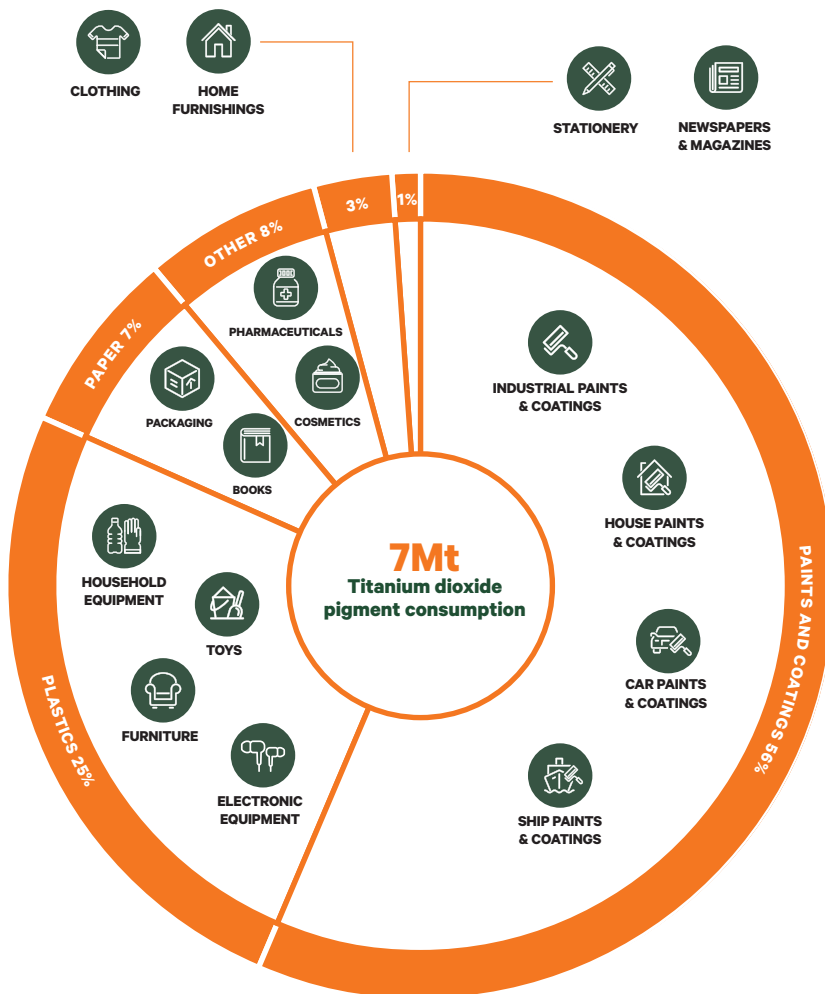 CLOTHING
HOME
FURNISHINGS
STATIONERY
NEWSPAPERS
& MAGAZINES
3%
1%
OTHER 8%
PHARMACEUTICALS
COSMETICS
PAPER 7%
PACKAGING
BOOKS
INDUSTRIAL PAINTS
& COATINGS
HOUSE PAINTS
& COATINGS
CAR PAINTS
& COATINGS
SHIP PAINTS
& COATINGS
PAINTS AND COATINGS 56%
7Mt
Titanium dioxide
pigment consumption
HOUSEHOLD
EQUIPMENT
TOYS
FURNITURE
ELECTRONIC
EQUIPMENT
PLASTICS 25%